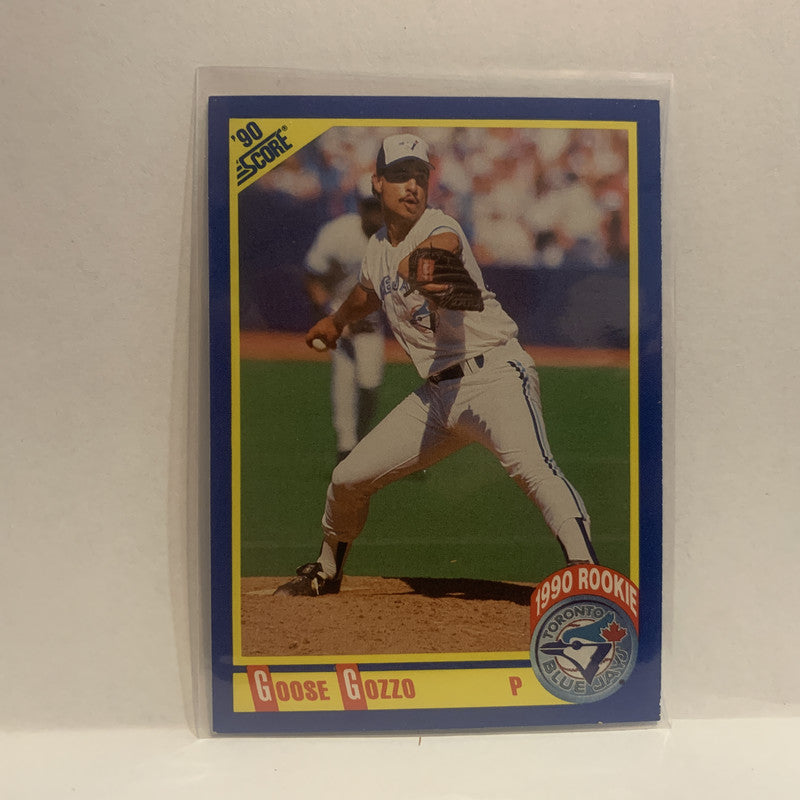 '90
SCORE®
1990 ROOKIE
TORONTO
BLUE JAYS
GOOSE GOZZO P